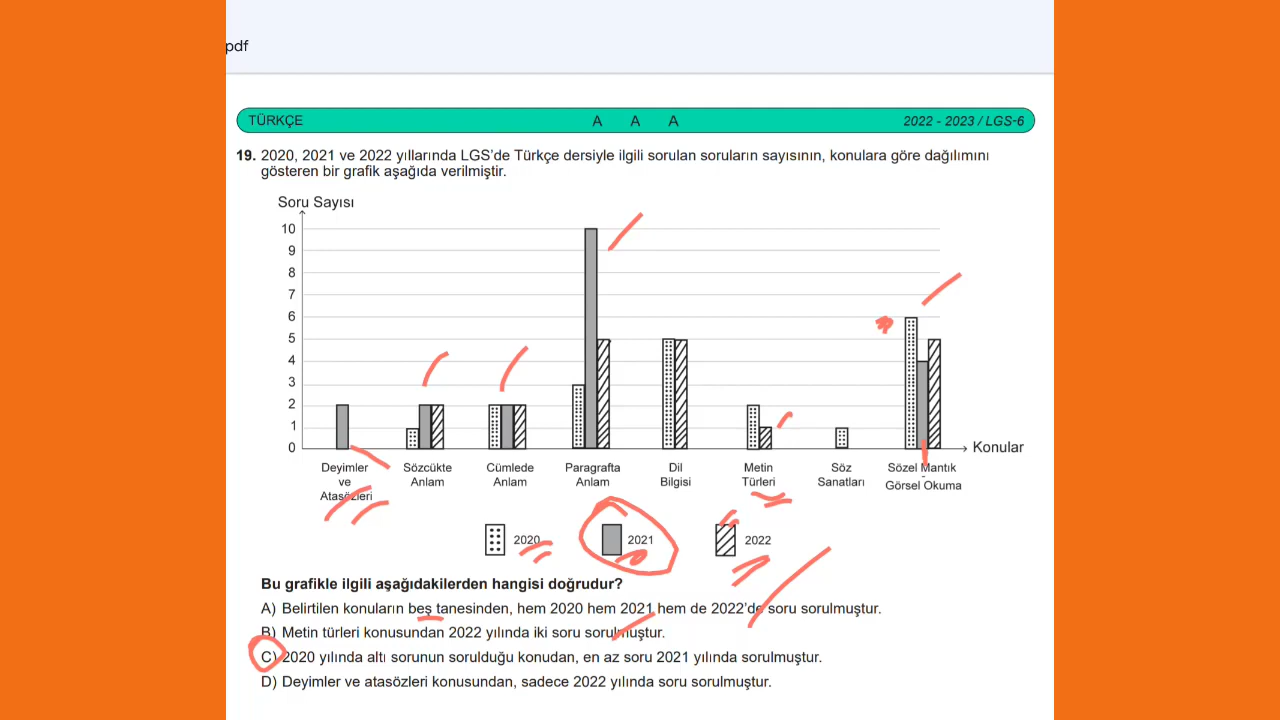 pdf
TÜRKÇE A A A 2022 - 2023 / LGS-6
19. 2020, 2021 ve 2022 yıllarında LGS'de Türkçe dersiyle ilgili sorulan soruların sayısının, konulara göre dağılımını
gösteren bir grafik aşağıda verilmiştir.
Soru Sayısı
10
9
8
7
6
5
4
3
2
1
0
Konular
Deyimler ve Atasözleri
Sözcükte Anlam
Cümlede Anlam
Paragrafta Anlam
Dil Bilgisi
Metin Türleri
Söz Sanatları
Sözel Mantık - Görsel Okuma
2020 2021 2022
Bu grafikle ilgili aşağıdakilerden hangisi doğrudur?
A) Belirtilen konuların beş tanesinden, hem 2020 hem 2021 hem de 2022'de soru sorulmuştur.
B) Metin türleri konusundan 2022 yılında iki soru sorulmuştur.
C) 2020 yılında altı sorunun sorulduğu konudan, en az soru 2021 yılında sorulmuştur.
D) Deyimler ve atasözleri konusundan, sadece 2022 yılında soru sorulmuştur.